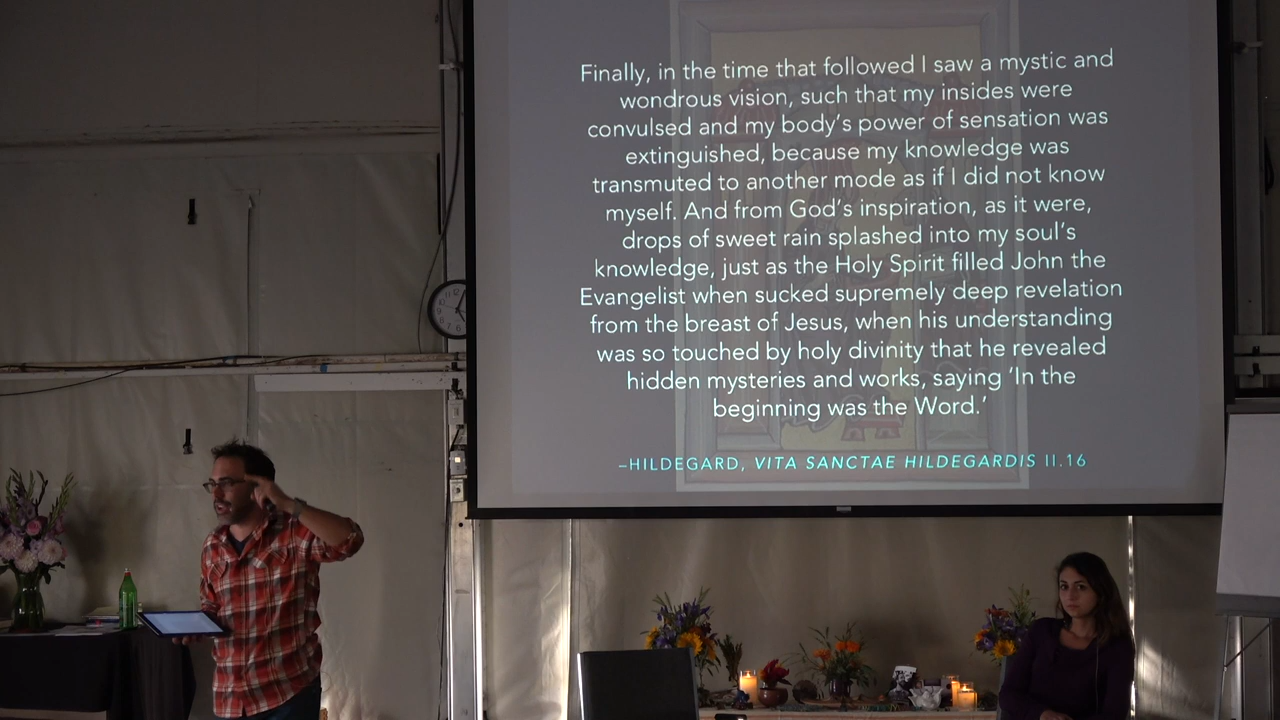 Finally, in the time that followed I saw a mystic and
wondrous vision, such that my insides were
convulsed and my body's power of sensation was
extinguished, because my knowledge was
transmuted to another mode as if I did not know
myself. And from God's inspiration, as it were,
drops of sweet rain splashed into my soul's
knowledge, just as the Holy Spirit filled John the
Evangelist when sucked supremely deep revelation
from the breast of Jesus, when his understanding
was so touched by holy divinity that he revealed
hidden mysteries and works, saying 'In the
beginning was the Word.'
–HILDEGARD, VITA SANCTAE HILDEGARDIS II.16